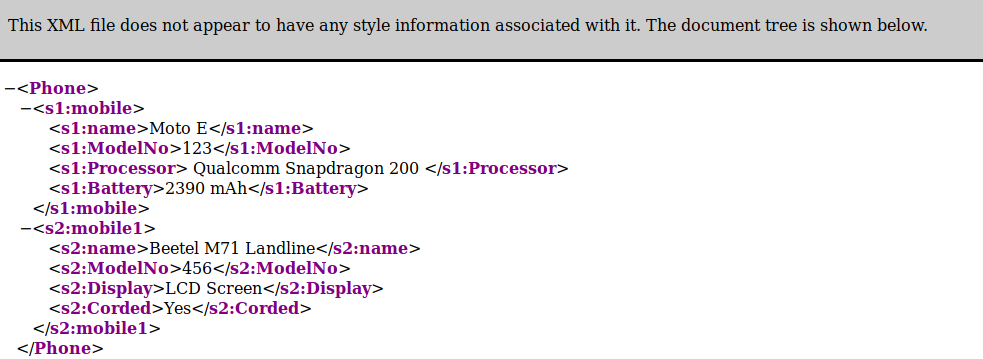 This XML file does not appear to have any style information associated with it. The document tree is shown below.
−<Phone>
−<s1:mobile>
<s1:name>Moto E</s1:name>
<s1:ModelNo>123</s1:ModelNo>
<s1:Processor> Qualcomm Snapdragon 200 </s1:Processor>
<s1:Battery>2390 mAh</s1:Battery>
</s1:mobile>
−<s2:mobile1>
<s2:name>Beetel M71 Landline</s2:name>
<s2:ModelNo>456</s2:ModelNo>
<s2:Display>LCD Screen</s2:Display>
<s2:Corded>Yes</s2:Corded>
</s2:mobile1>
</Phone>